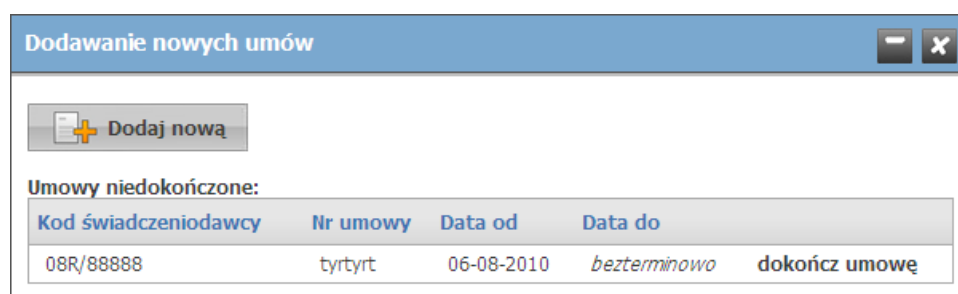 Dodawanie nowych umów
Dodaj nową
Umowy niedokończone:
Kod świadczeniodawcy Nr umowy Data od Data do
08R/88888 tyrtyrt 06-08-2010 bezterminowo dokończ umowę